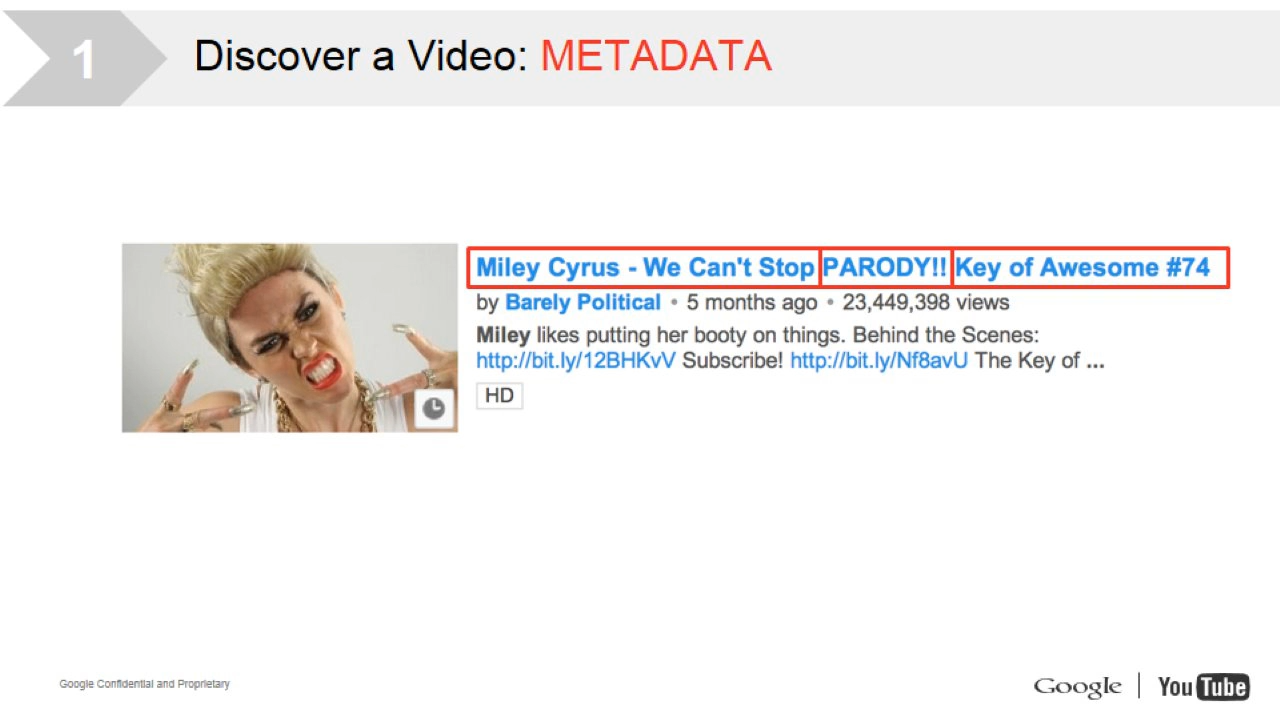 1
Discover a Video: METADATA
Miley Cyrus - We Can't Stop PARODY!! Key of Awesome #74
by Barely Political • 5 months ago • 23,449,398 views
Miley likes putting her booty on things. Behind the Scenes:
http://bit.ly/12BHKvV Subscribe! http://bit.ly/Nf8avU The Key of ...
HD
Google Confidential and Proprietary
Google | YouTube